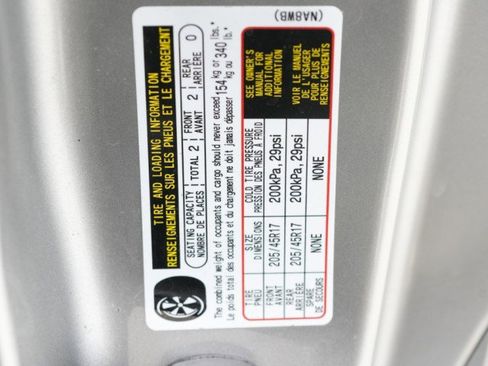 (NA8WB)
TIRE AND LOADING INFORMATION
RENSEIGNEMENTS SUR LES PNEUS ET LE CHARGEMENT
SEATING CAPACITY TOTAL 2 FRONT 2 REAR 0
NOMBRE DE PLACES AVANT ARRIÈRE
The combined weight of occupants and cargo should never exceed 154 kg or 340 lbs.
Le poids total des occupants et du chargement ne doit jamais dépasser 154 kg ou 340 lb.
TIRE SIZE COLD TIRE PRESSURE
PNEU DIMENSIONS PRESSION DES PNEUS À FROID
FRONT 205/45R17 200kPa, 29psi
AVANT
REAR 205/45R17 200kPa, 29psi
ARRIÈRE
SPARE NONE NONE
DE SECOURS
SEE OWNER'S
MANUAL FOR
ADDITIONAL
INFORMATION
VOIR LE MANUEL
DE L'USAGER
POUR PLUS DE
RENSEIGNEMENTS